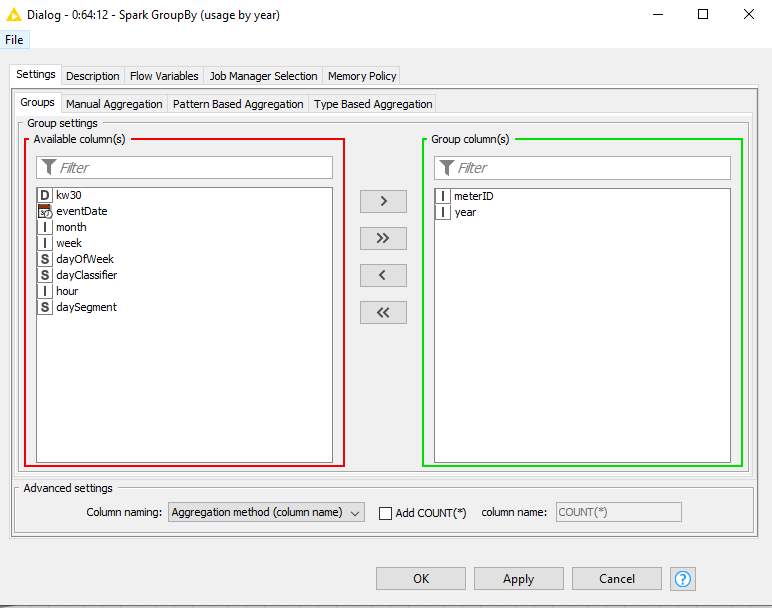 Dialog - 0:64:12 - Spark GroupBy (usage by year)
File
Settings Description Flow Variables Job Manager Selection Memory Policy
Groups Manual Aggregation Pattern Based Aggregation Type Based Aggregation
Group settings
Available column(s) Group column(s)
Filter Filter
D kw30 I meterID
eventDate I year
I month
I week
S dayOfWeek
S dayClassifier
I hour
S daySegment
>
>>
<
<<
Advanced settings
Column naming: Aggregation method (column name) Add COUNT(*) column name: COUNT(*)
OK Apply Cancel ?